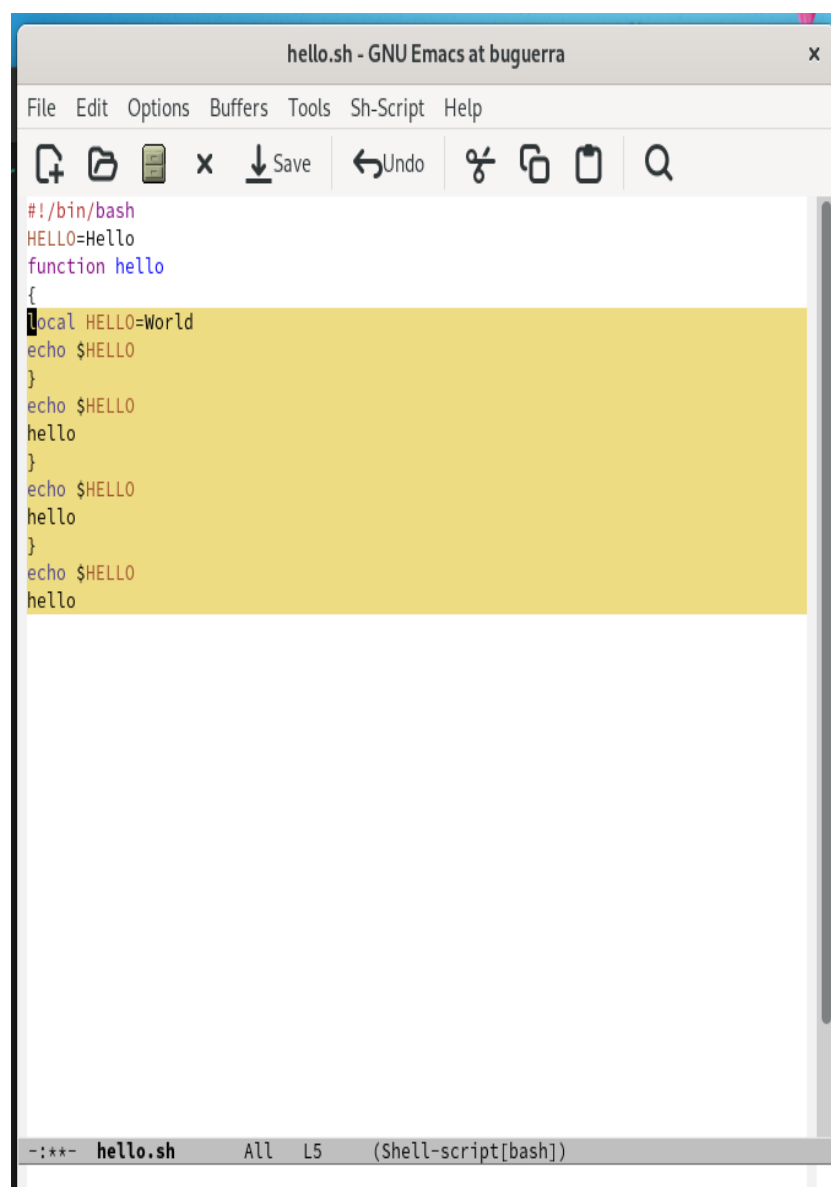 hello.sh - GNU Emacs at buguerra x
File Edit Options Buffers Tools Sh-Script Help
Save Undo
#!/bin/bash
HELLO=Hello
function hello
{
local HELLO=World
echo $HELLO
}
echo $HELLO
hello
}
echo $HELLO
hello
}
echo $HELLO
hello
-:**- hello.sh All L5 (Shell-script[bash])